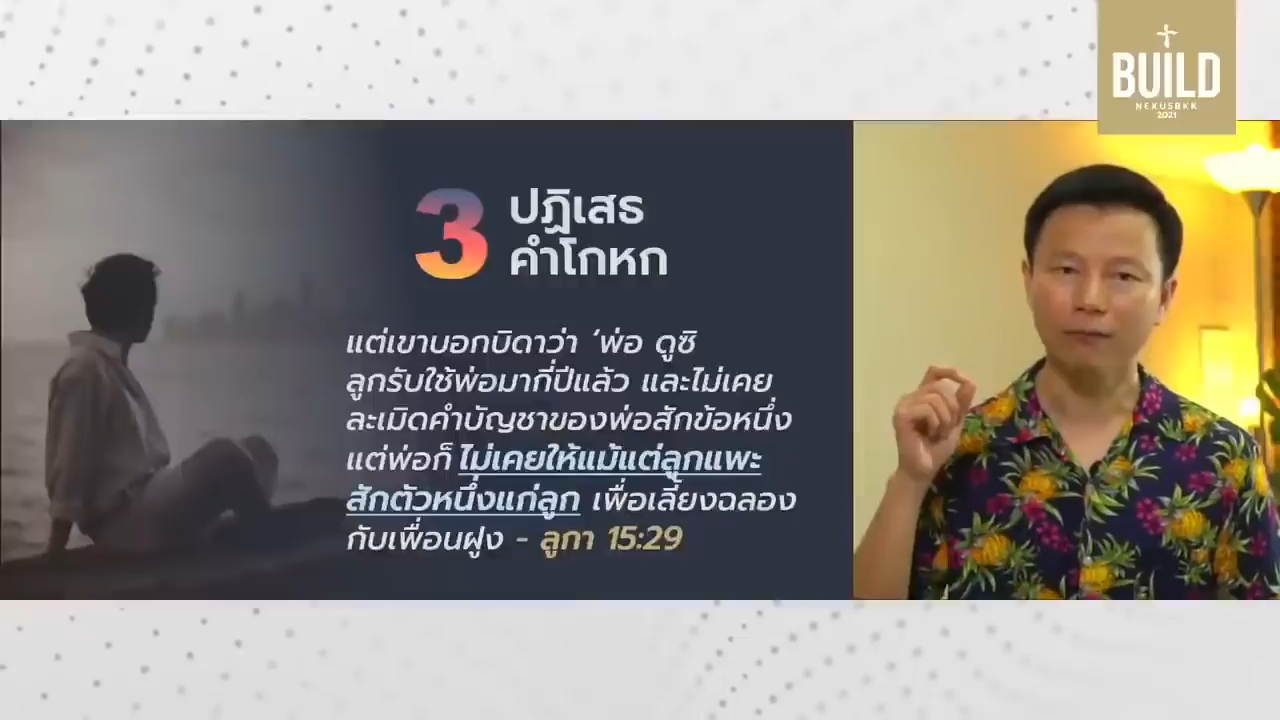 BUILD
NEXUSBKK
2021
3 ปฏิเสธ
คำโกหก
แต่เขาบอกบิดาว่า ‘พ่อ ดูซิ
ลูกรับใช้พ่อมากี่ปีแล้ว และไม่เคย
ละเมิดคำบัญชาของพ่อสักข้อหนึ่ง
แต่พ่อก็ ไม่เคยให้แม้แต่ลูกแพะ
สักตัวหนึ่งแก่ลูก เพื่อเลี้ยงฉลอง
กับเพื่อนฝูง - ลูกา 15:29